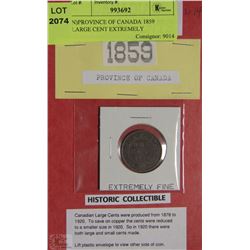 LOT
2074
Lot # Inventory #
993692
PROVINCE OF CANADA 1859
LARGE CENT EXTREMELY
Consignor: 9014
1859
PROVINCE OF CANADA
EXTREMELY FINE
HISTORIC COLLECTIBLE
Canadian Large Cents were produced from 1876 to
1920. To save on copper the cents were reduced
to a smaller size in 1920. So in 1920 there were
both large and small cents made.
Lift plastic envelope to view other side of coin.